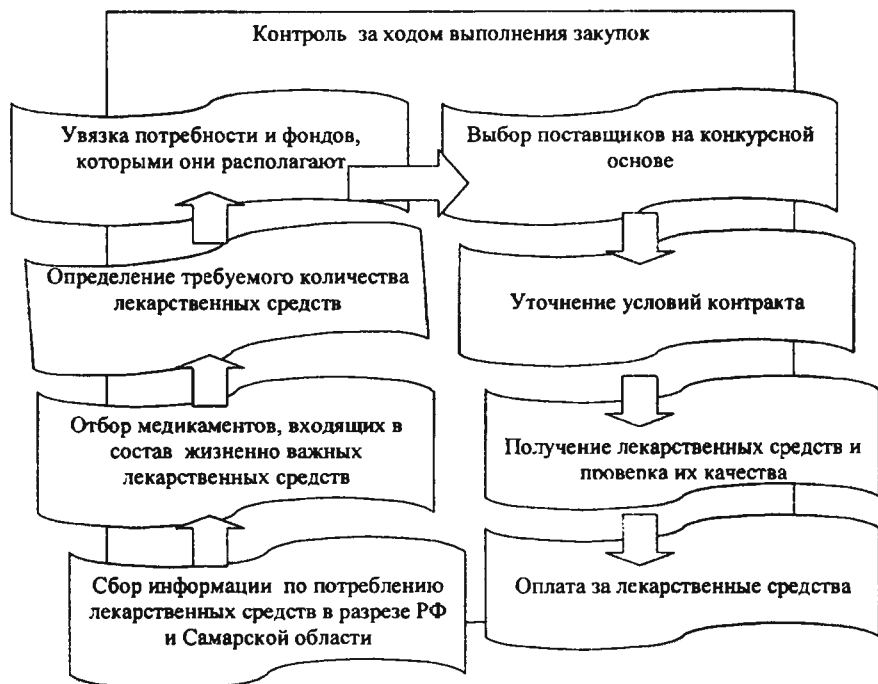 Контроль за ходом выполнения закупок
Увязка потребности и фондов,
которыми они располагают
Выбор поставщиков на конкурсной
основе
Определение требуемого количества
лекарственных средств
Уточнение условий контракта
Отбор медикаментов, входящих в
состав жизненно важных
лекарственных средств
Получение лекарственных средств и
проверка их качества
Сбор информации по потреблению
лекарственных средств в разрезе РФ
и Самарской области
Оплата за лекарственные средства